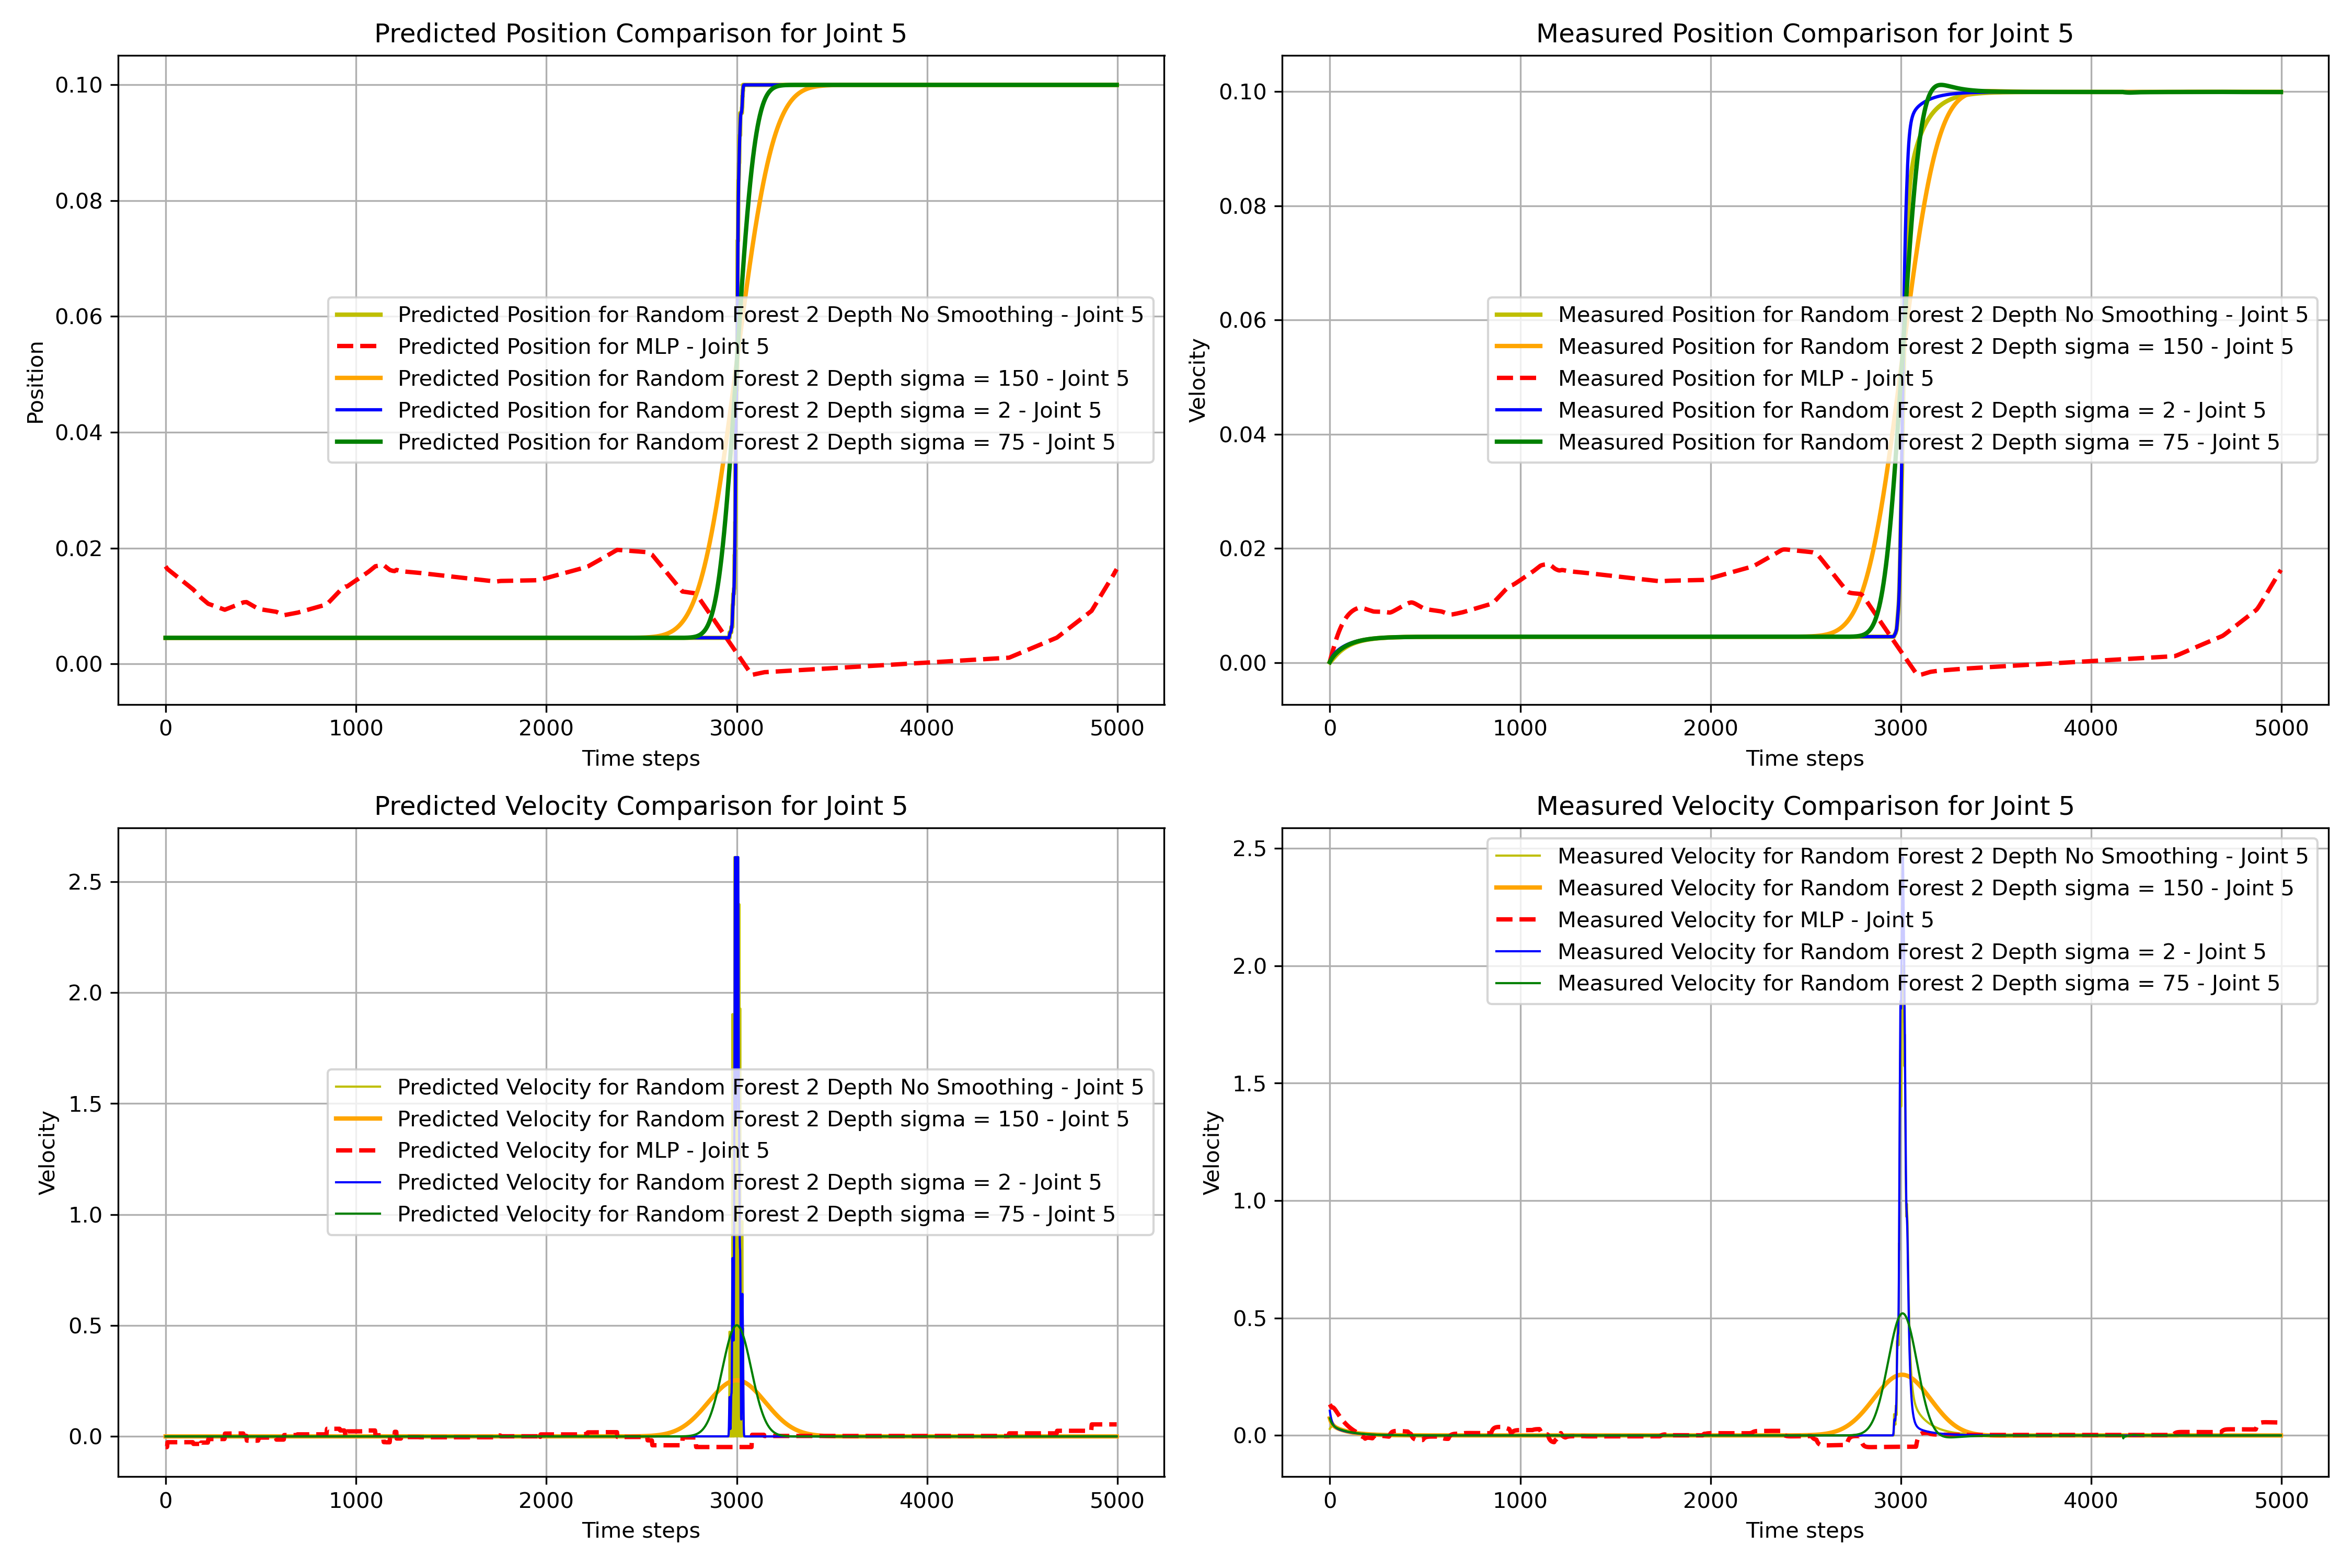 Predicted Position Comparison for Joint 5
Position
0.10
0.08
0.06
0.04
0.02
0.00
Predicted Position for Random Forest 2 Depth No Smoothing - Joint 5
Predicted Position for MLP - Joint 5
Predicted Position for Random Forest 2 Depth sigma = 150 - Joint 5
Predicted Position for Random Forest 2 Depth sigma = 2 - Joint 5
Predicted Position for Random Forest 2 Depth sigma = 75 - Joint 5
0 1000 2000 3000 4000 5000
Time steps
Measured Position Comparison for Joint 5
Velocity
0.10
0.08
0.06
0.04
0.02
0.00
Measured Position for Random Forest 2 Depth No Smoothing - Joint 5
Measured Position for Random Forest 2 Depth sigma = 150 - Joint 5
Measured Position for MLP - Joint 5
Measured Position for Random Forest 2 Depth sigma = 2 - Joint 5
Measured Position for Random Forest 2 Depth sigma = 75 - Joint 5
0 1000 2000 3000 4000 5000
Time steps
Predicted Velocity Comparison for Joint 5
Velocity
2.5
2.0
1.5
1.0
0.5
0.0
Predicted Velocity for Random Forest 2 Depth No Smoothing - Joint 5
Predicted Velocity for Random Forest 2 Depth sigma = 150 - Joint 5
Predicted Velocity for MLP - Joint 5
Predicted Velocity for Random Forest 2 Depth sigma = 2 - Joint 5
Predicted Velocity for Random Forest 2 Depth sigma = 75 - Joint 5
0 1000 2000 3000 4000 5000
Time steps
Measured Velocity Comparison for Joint 5
Velocity
2.5
2.0
1.5
1.0
0.5
0.0
Measured Velocity for Random Forest 2 Depth No Smoothing - Joint 5
Measured Velocity for Random Forest 2 Depth sigma = 150 - Joint 5
Measured Velocity for MLP - Joint 5
Measured Velocity for Random Forest 2 Depth sigma = 2 - Joint 5
Measured Velocity for Random Forest 2 Depth sigma = 75 - Joint 5
0 1000 2000 3000 4000 5000
Time steps